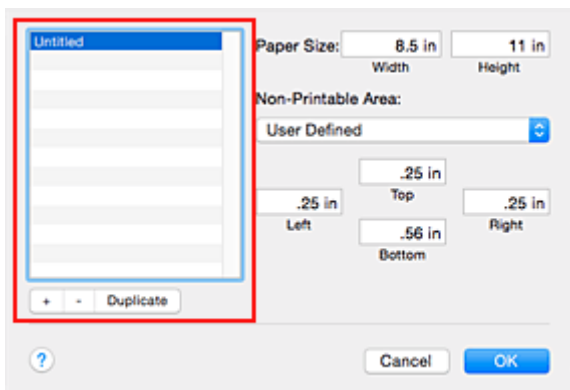 Untitled
Paper Size: 8.5 in 11 in
Width Height
Non-Printable Area:
User Defined
.25 in
Top
.25 in .25 in
Left Right
.56 in
Bottom
+ - Duplicate
? Cancel OK